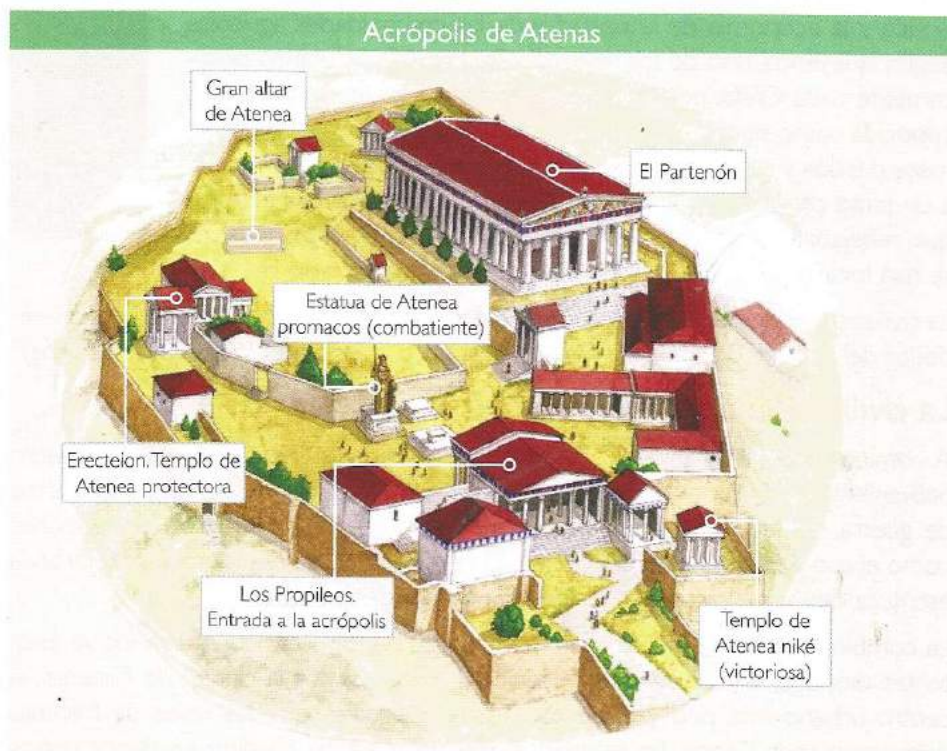 Acrópolis de Atenas
Gran altar
de Atenea
El Partenón
Estatua de Atenea
promacos (combatiente)
Erecteion. Templo de
Atenea protectora
Los Propileos.
Entrada a la acrópolis
Templo de
Atenea niké
(victoriosa)